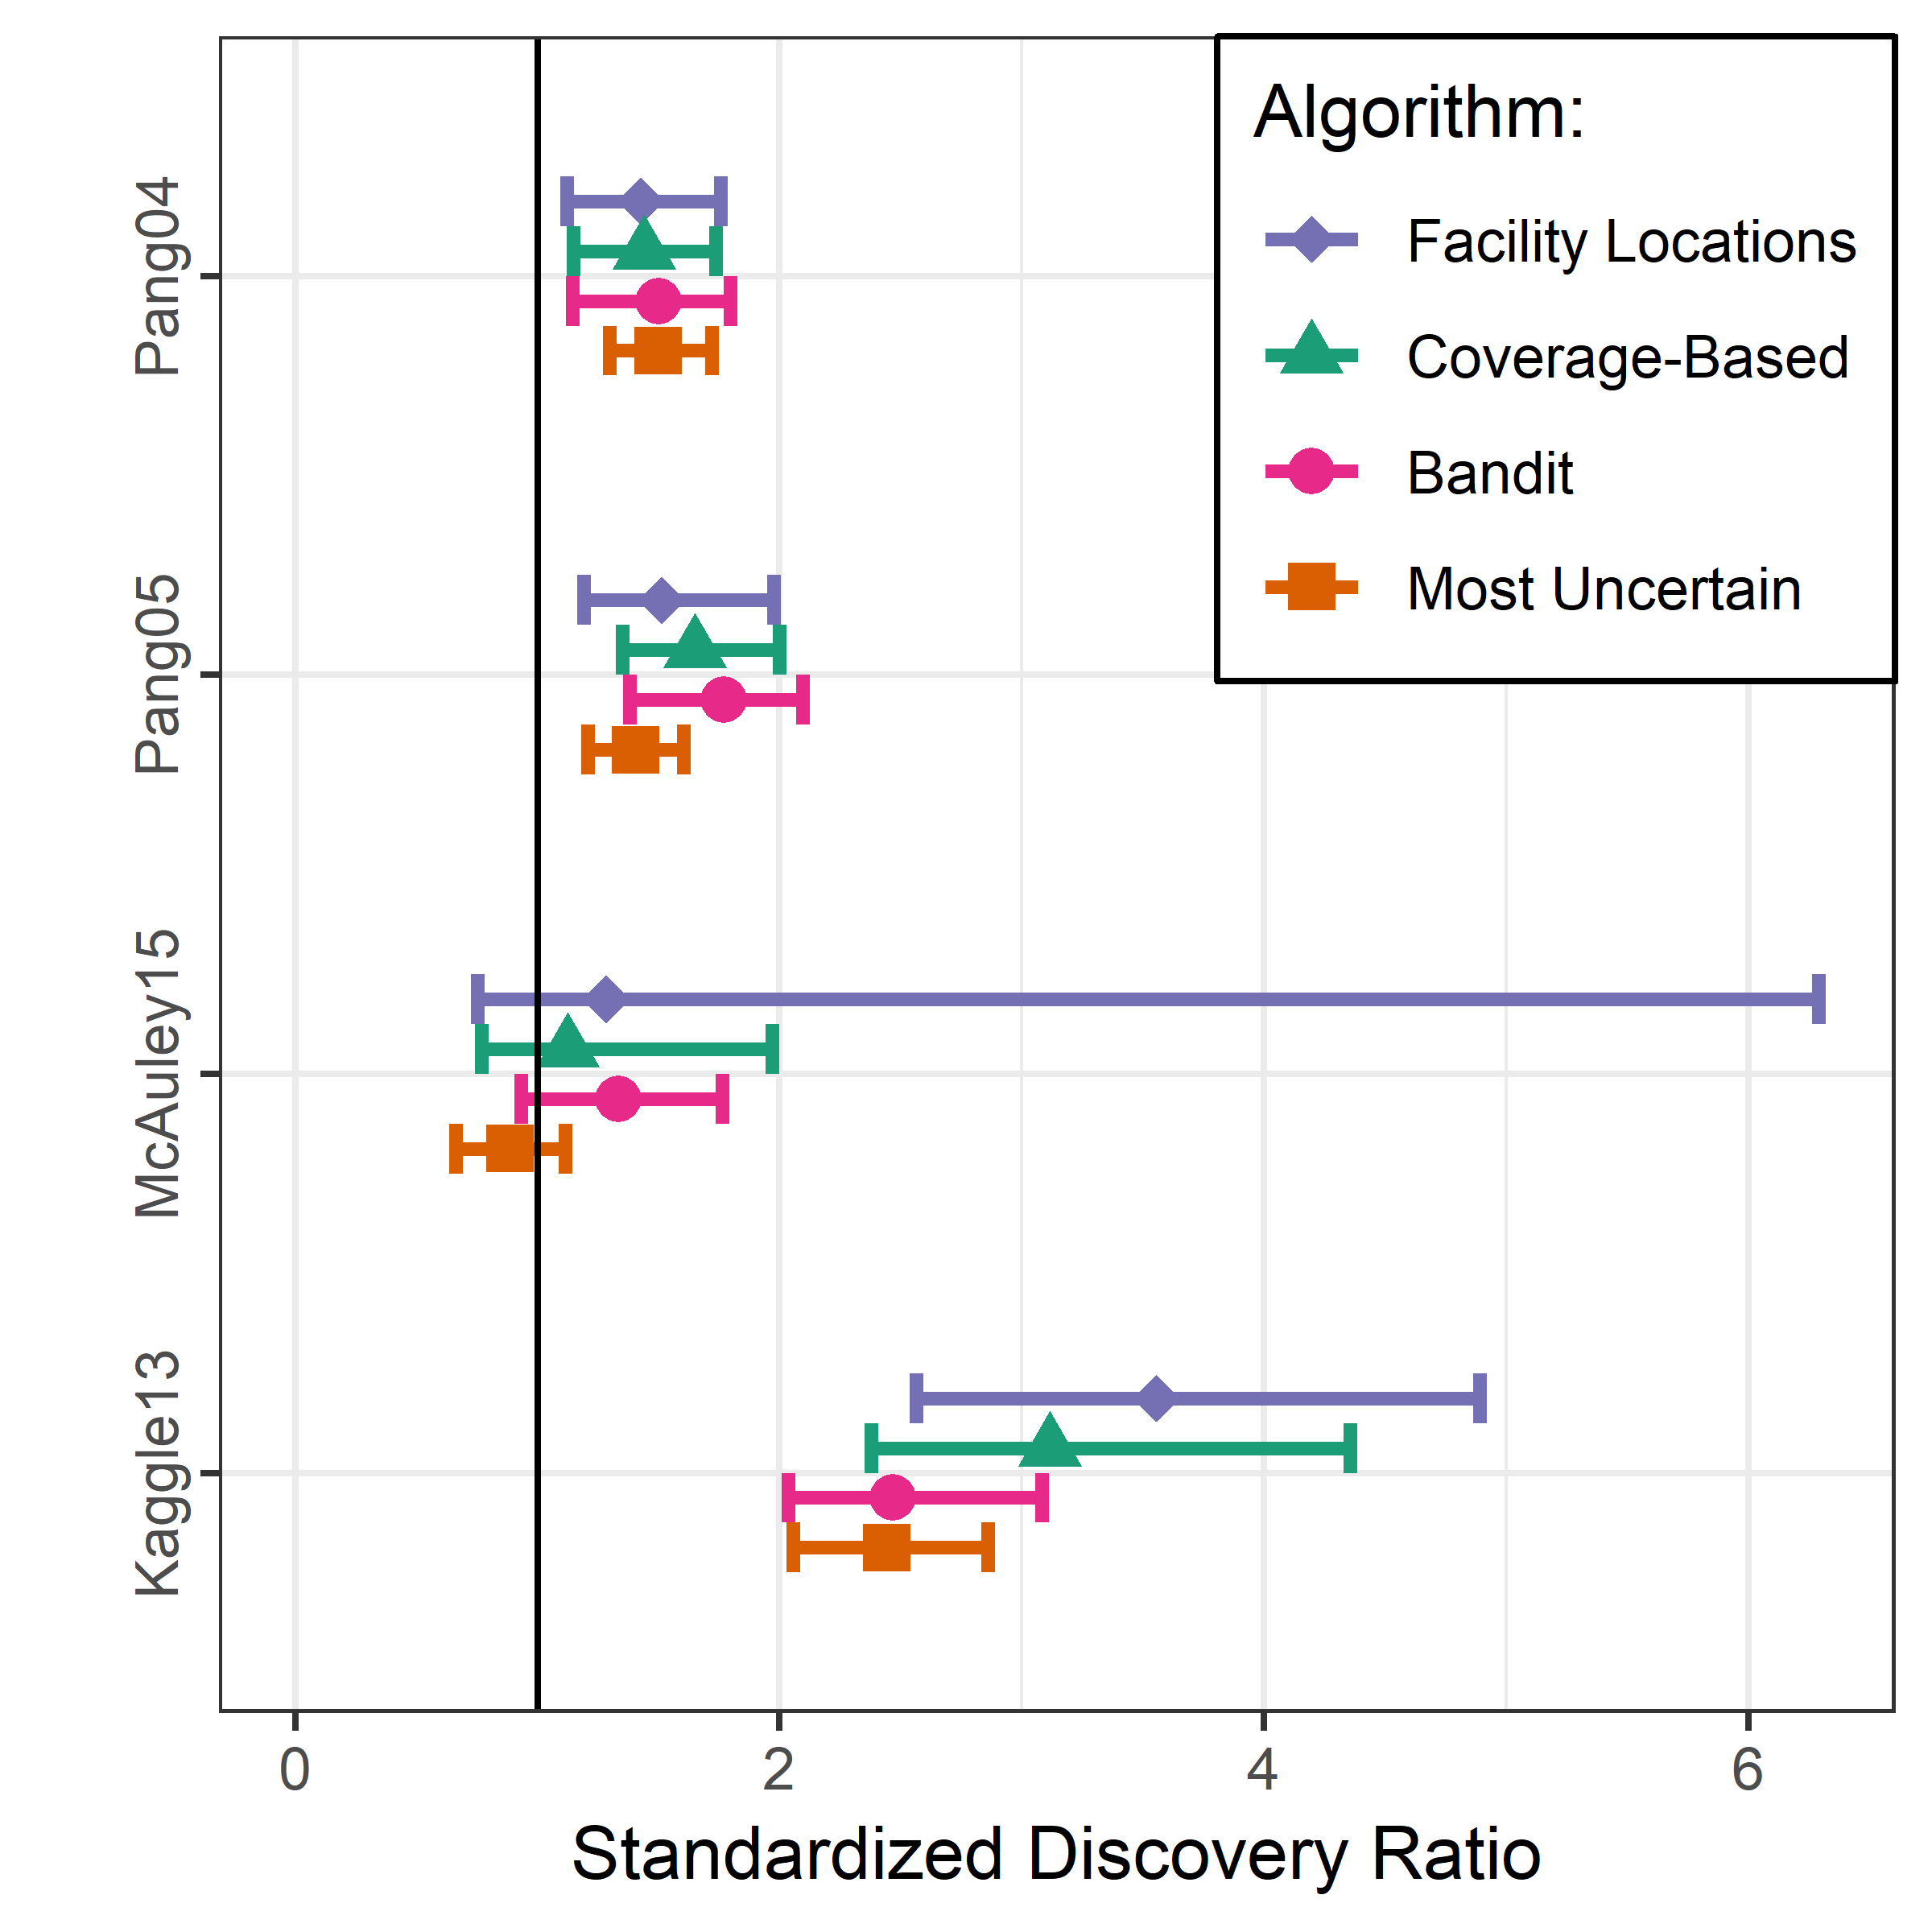 Algorithm:
Facility Locations
Coverage-Based
Bandit
Most Uncertain
Pang04
Pang05
McAuley15
Kaggle13
0 2 4 6
Standardized Discovery Ratio